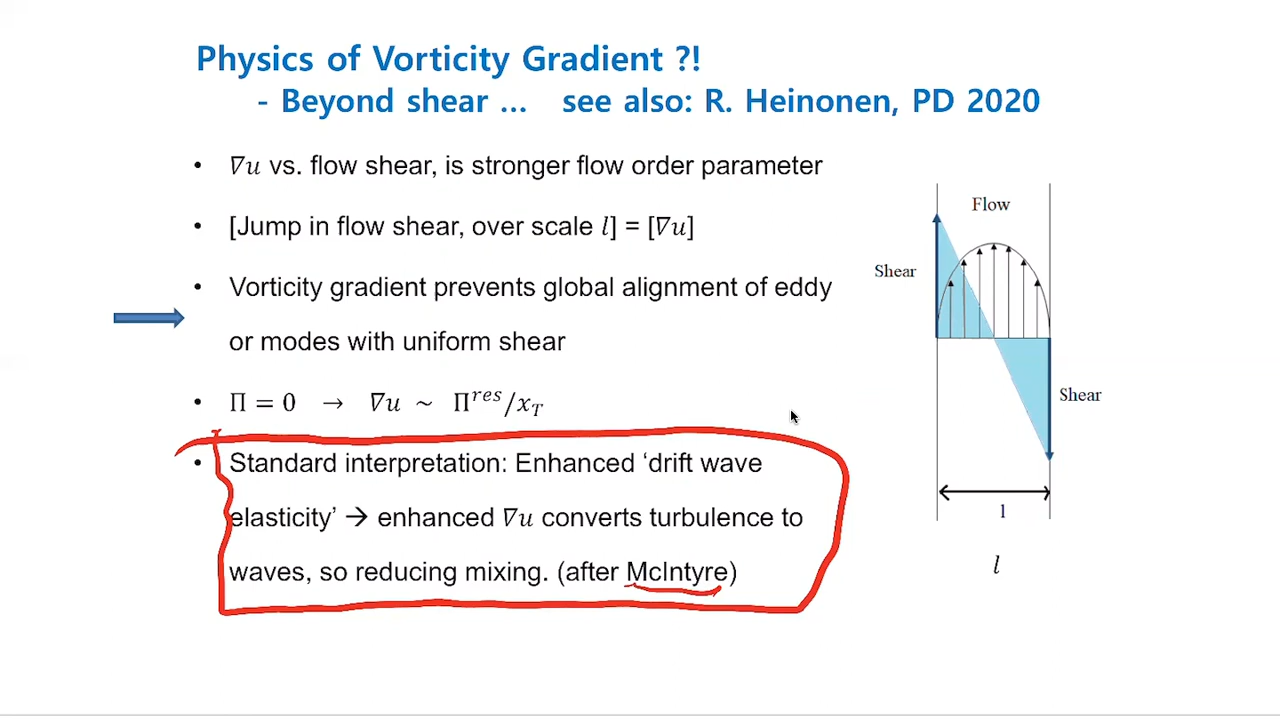 Physics of Vorticity Gradient ?!
- Beyond shear … see also: R. Heinonen, PD 2020
• ∇u vs. flow shear, is stronger flow order parameter
• [Jump in flow shear, over scale l] = [∇u]
• Vorticity gradient prevents global alignment of eddy
or modes with uniform shear
• Π = 0 → ∇u ~ Π^res/x_T
• Standard interpretation: Enhanced ‘drift wave
elasticity’ → enhanced ∇u converts turbulence to
waves, so reducing mixing. (after McIntyre)
Flow
Shear
Shear
l
l